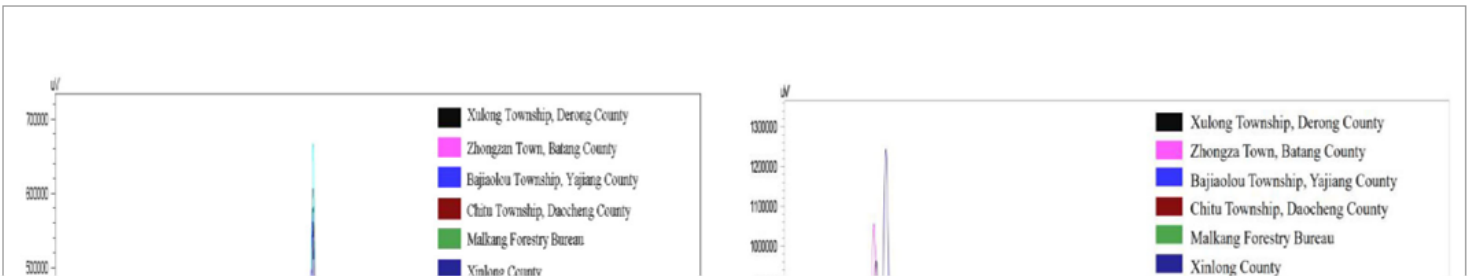 uV
700000
600000
500000
Xulong Township, Derong County
Zhongzan Town, Batang County
Bajiaolou Township, Yajiang County
Chitu Township, Daocheng County
Malkang Forestry Bureau
Xinlong County
uV
1300000
1200000
1100000
1000000
Xulong Township, Derong County
Zhongza Town, Batang County
Bajiaolou Township, Yajiang County
Chitu Township, Daocheng County
Malkang Forestry Bureau
Xinlong County